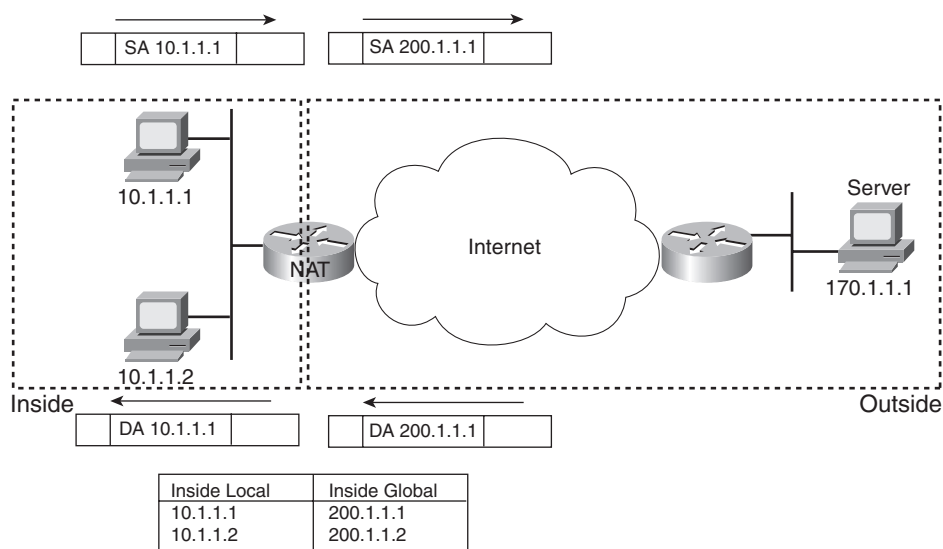 SA 10.1.1.1
SA 200.1.1.1
10.1.1.1
Server
Internet
NAT
170.1.1.1
10.1.1.2
Inside
Outside
DA 10.1.1.1
DA 200.1.1.1
Inside Local Inside Global
10.1.1.1 200.1.1.1
10.1.1.2 200.1.1.2